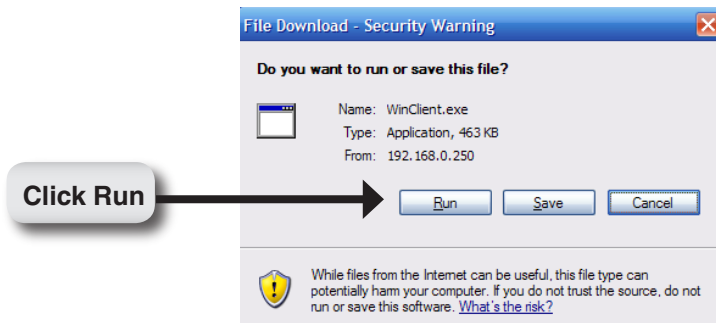 File Download - Security Warning
Do you want to run or save this file?
Name: WinClient.exe
Type: Application, 463 KB
From: 192.168.0.250
Click Run
Run Save Cancel
While files from the Internet can be useful, this file type can
potentially harm your computer. If you do not trust the source, do not
run or save this software. What's the risk?